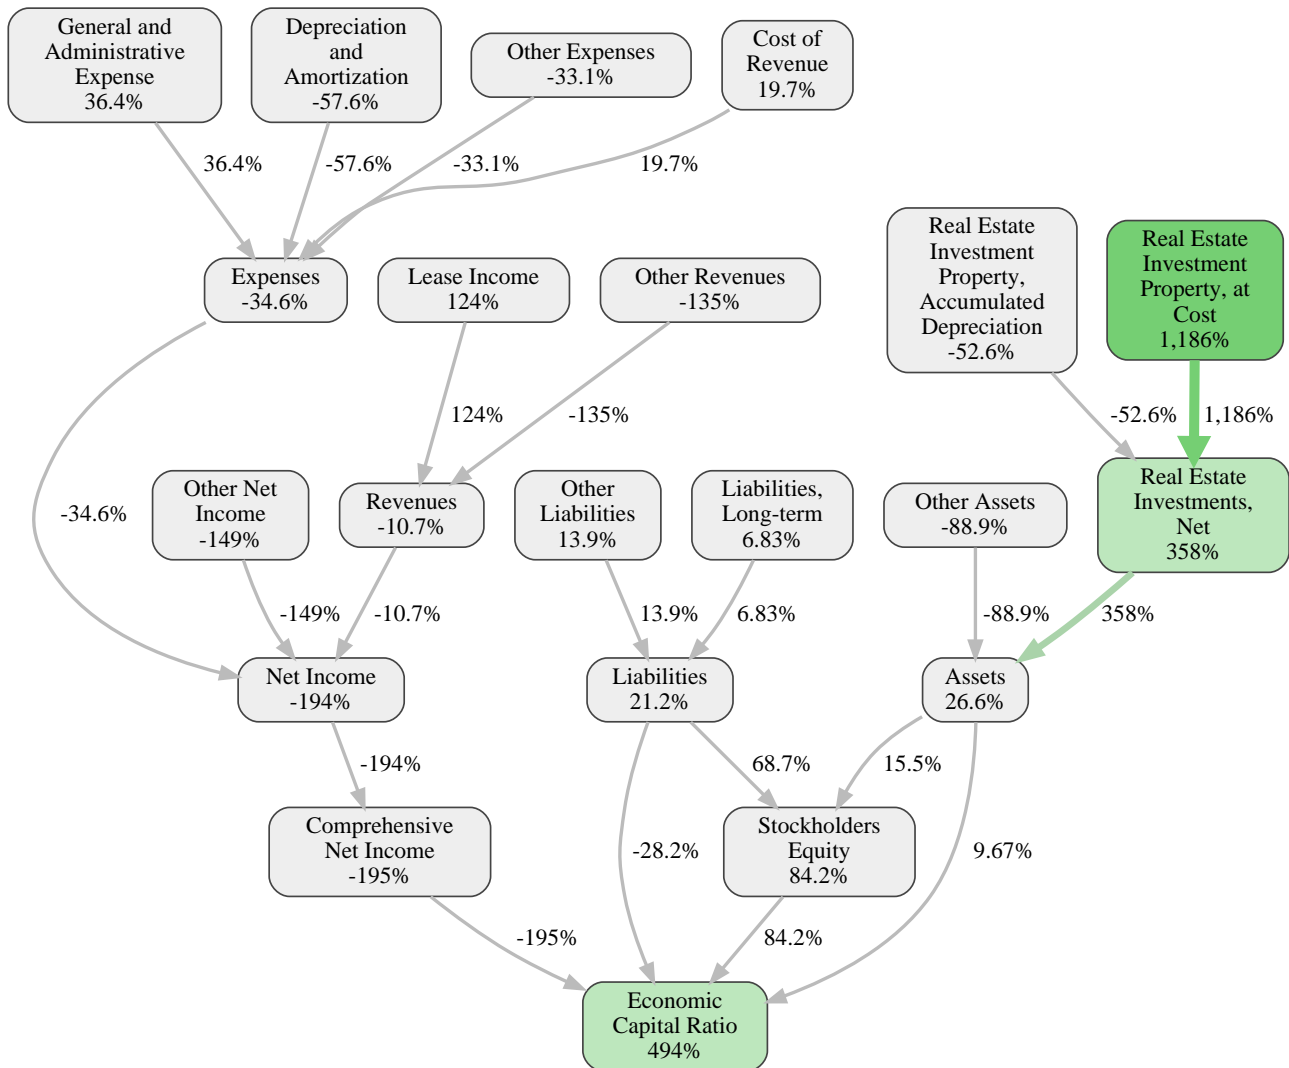 General and
Administrative
Expense
36.4%
Depreciation
and
Amortization
-57.6%
Other Expenses
-33.1%
Cost of
Revenue
19.7%
36.4%
-57.6%
-33.1%
19.7%
Real Estate
Investment
Property,
Accumulated
Depreciation
-52.6%
Real Estate
Investment
Property, at
Cost
1,186%
Expenses
-34.6%
Lease Income
124%
Other Revenues
-135%
124%
-135%
-52.6%
1,186%
-34.6%
Other Net
Income
-149%
Revenues
-10.7%
Other
Liabilities
13.9%
Liabilities,
Long-term
6.83%
Other Assets
-88.9%
Real Estate
Investments,
Net
358%
-149%
-10.7%
13.9%
6.83%
-88.9%
358%
Net Income
-194%
Liabilities
21.2%
Assets
26.6%
-194%
68.7%
15.5%
Comprehensive
Net Income
-195%
-28.2%
Stockholders
Equity
84.2%
9.67%
-195%
84.2%
Economic
Capital Ratio
494%